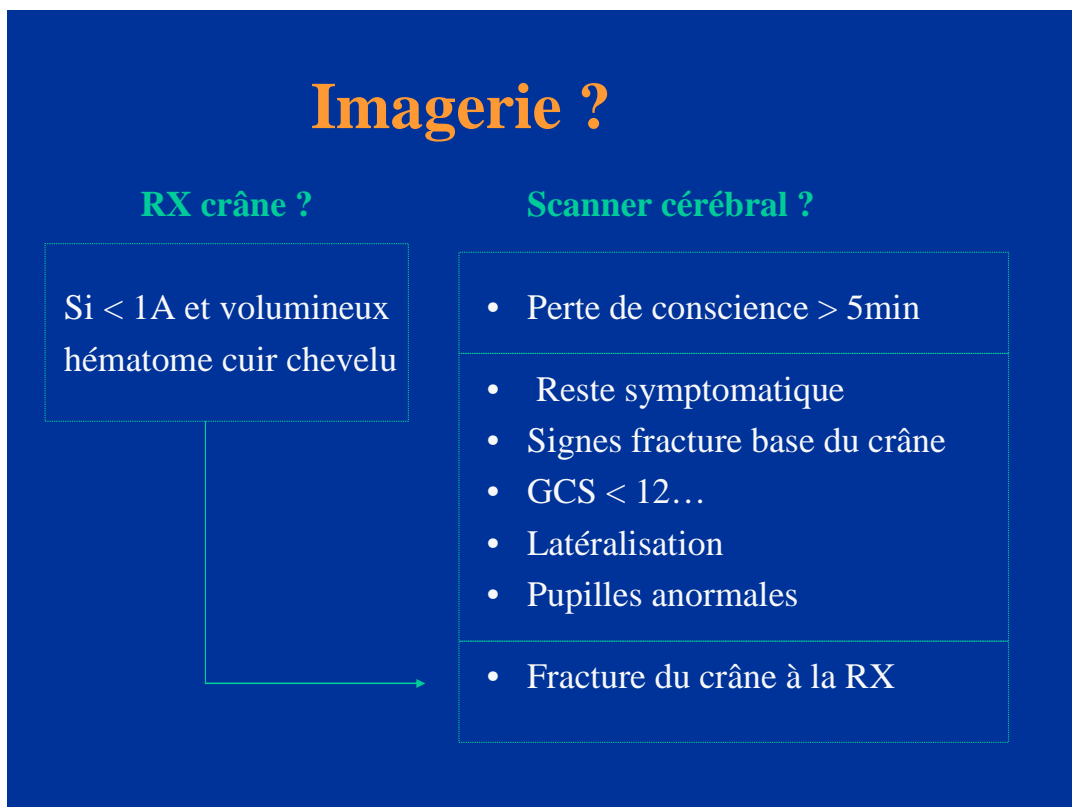 Imagerie ?
RX crâne ?
Si < 1A et volumineux
hématome cuir chevelu
Scanner cérébral ?
• Perte de conscience > 5min
• Reste symptomatique
• Signes fracture base du crâne
• GCS < 12…
• Latéralisation
• Pupilles anormales
• Fracture du crâne à la RX